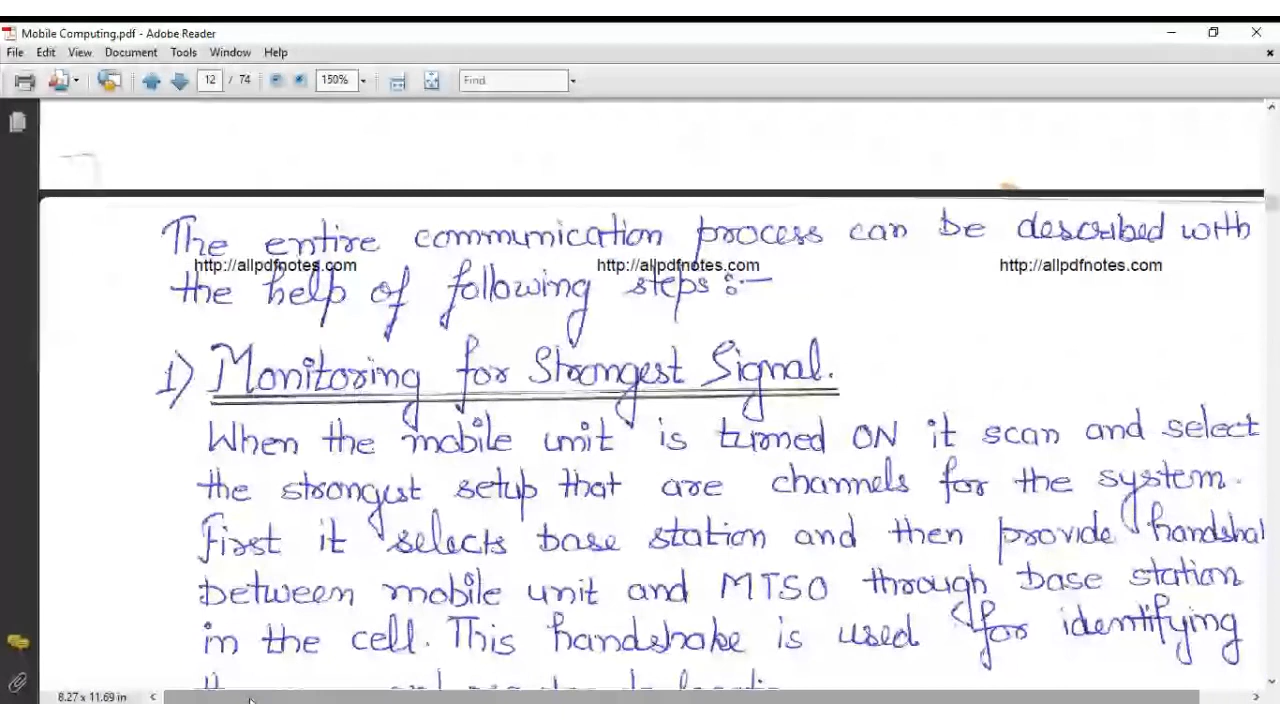 Mobile Computing.pdf - Adobe Reader
File Edit View Document Tools Window Help
12 / 74 150% Find
The entire communication process can be described with
http://allpdfnotes.com http://allpdfnotes.com http://allpdfnotes.com
the help of following steps :-
1) Monitoring for Strongest Signal.
When the mobile unit is turned ON it scan and select
the strongest setup that are channels for the system.
First it selects base station and then provide handshak
between mobile unit and MTSO through base station
in the cell. This handshake is used for identifying
8.27 x 11.69 in